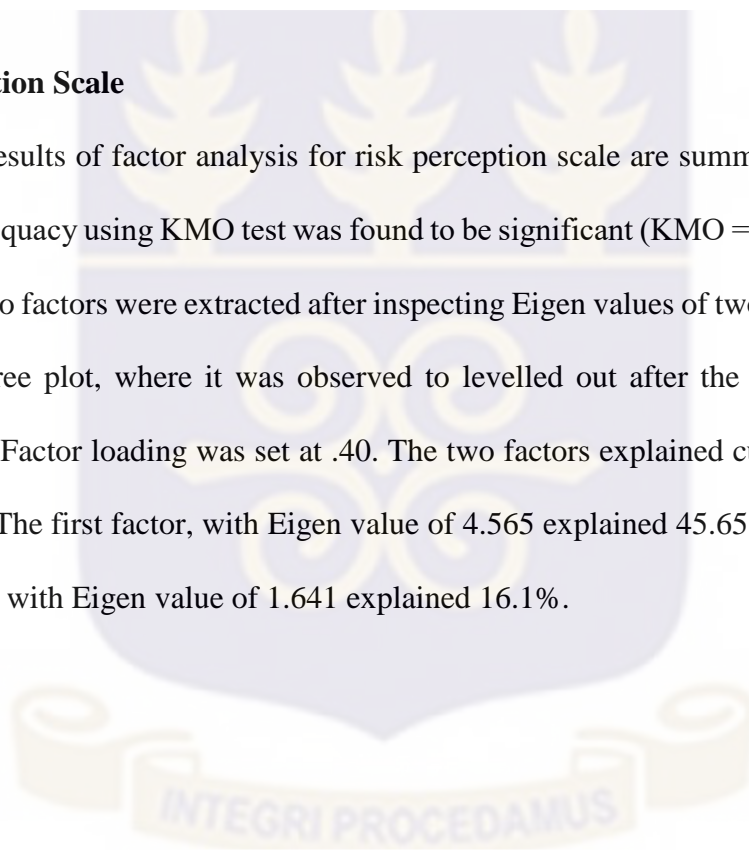 tion Scale
esults of factor analysis for risk perception scale are summ
quacy using KMO test was found to be significant (KMO =
o factors were extracted after inspecting Eigen values of two
ree plot, where it was observed to levelled out after the
Factor loading was set at .40. The two factors explained cu
The first factor, with Eigen value of 4.565 explained 45.65
with Eigen value of 1.641 explained 16.1%.
INTEGRI PROCEDAMUS